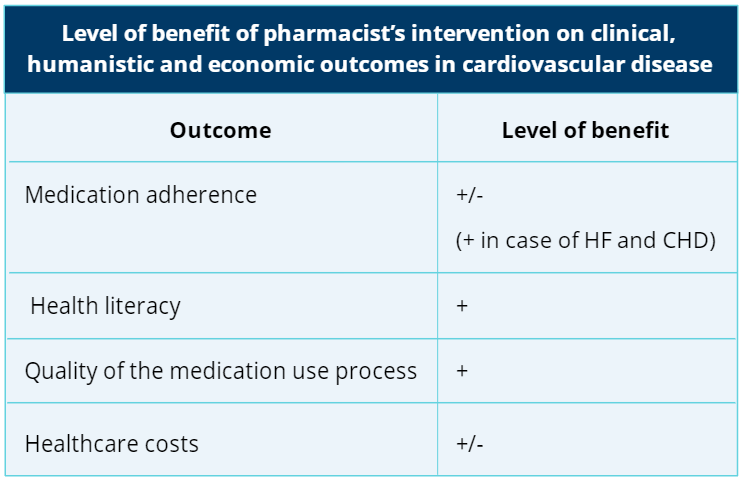 Level of benefit of pharmacist’s intervention on clinical,
humanistic and economic outcomes in cardiovascular disease
Outcome Level of benefit
Medication adherence +/-
(+ in case of HF and CHD)
Health literacy +
Quality of the medication use process +
Healthcare costs +/-